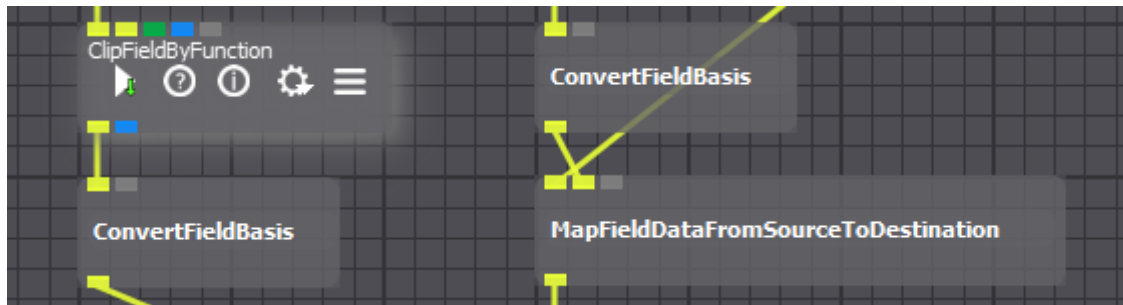 ClipFieldByFunction
ConvertFieldBasis
ConvertFieldBasis
MapFieldDataFromSourceToDestination